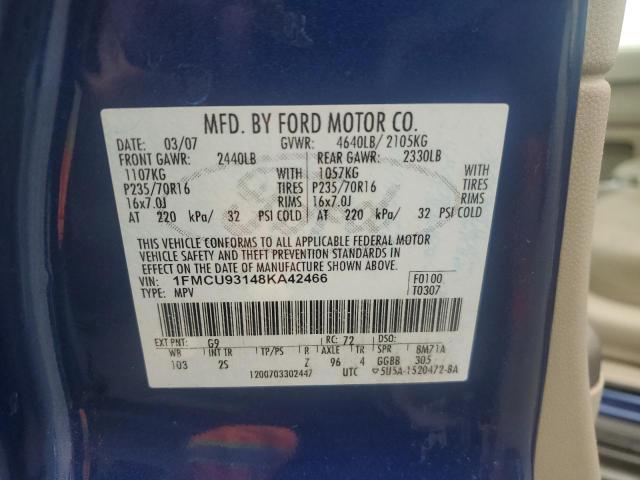 MFD. BY FORD MOTOR CO.
DATE: 03/07 GVWR: 4640LB/ 2105KG
FRONT GAWR: 2440LB REAR GAWR: 2330LB
1107KG WITH 1057KG WITH
P235/70R16 TIRES P235/70R16 TIRES
16x7.0J RIMS 16x7.0J RIMS
AT 220 kPa/ 32 PSI COLD AT 220 kPa/ 32 PSI COLD
THIS VEHICLE CONFORMS TO ALL APPLICABLE FEDERAL MOTOR
VEHICLE SAFETY AND BUMPER STANDARDS IN
EFFECT ON THE DATE OF MANUFACTURE SHOWN ABOVE.
VIN: 1FMCU93148KA42466 F0100
TYPE: MPV T0307
EXT PNT: G9 RC: 72 DSO:
WB INT TR TP/PS R AXLE TR SPR 8M71A
103 2S Z 96 4 GGBB 305
1200703302447 UTC ▽5U5A-1520472-BA